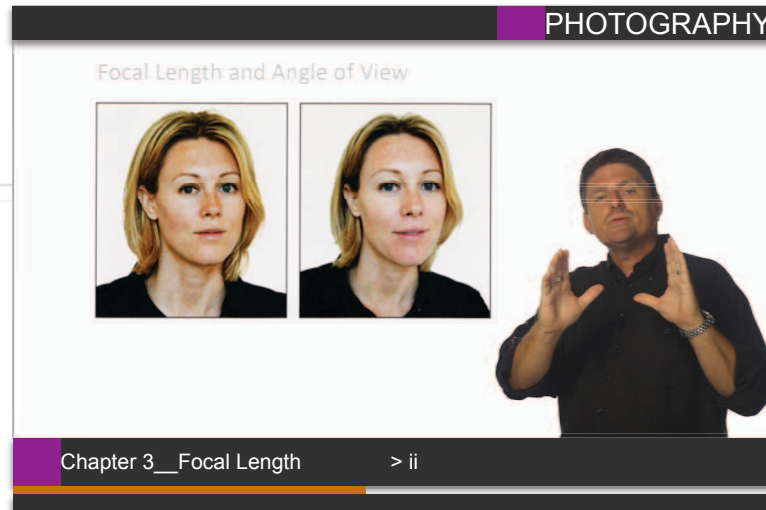 PHOTOGRAPHY
Focal Length and Angle of View
Chapter 3__Focal Length > ii